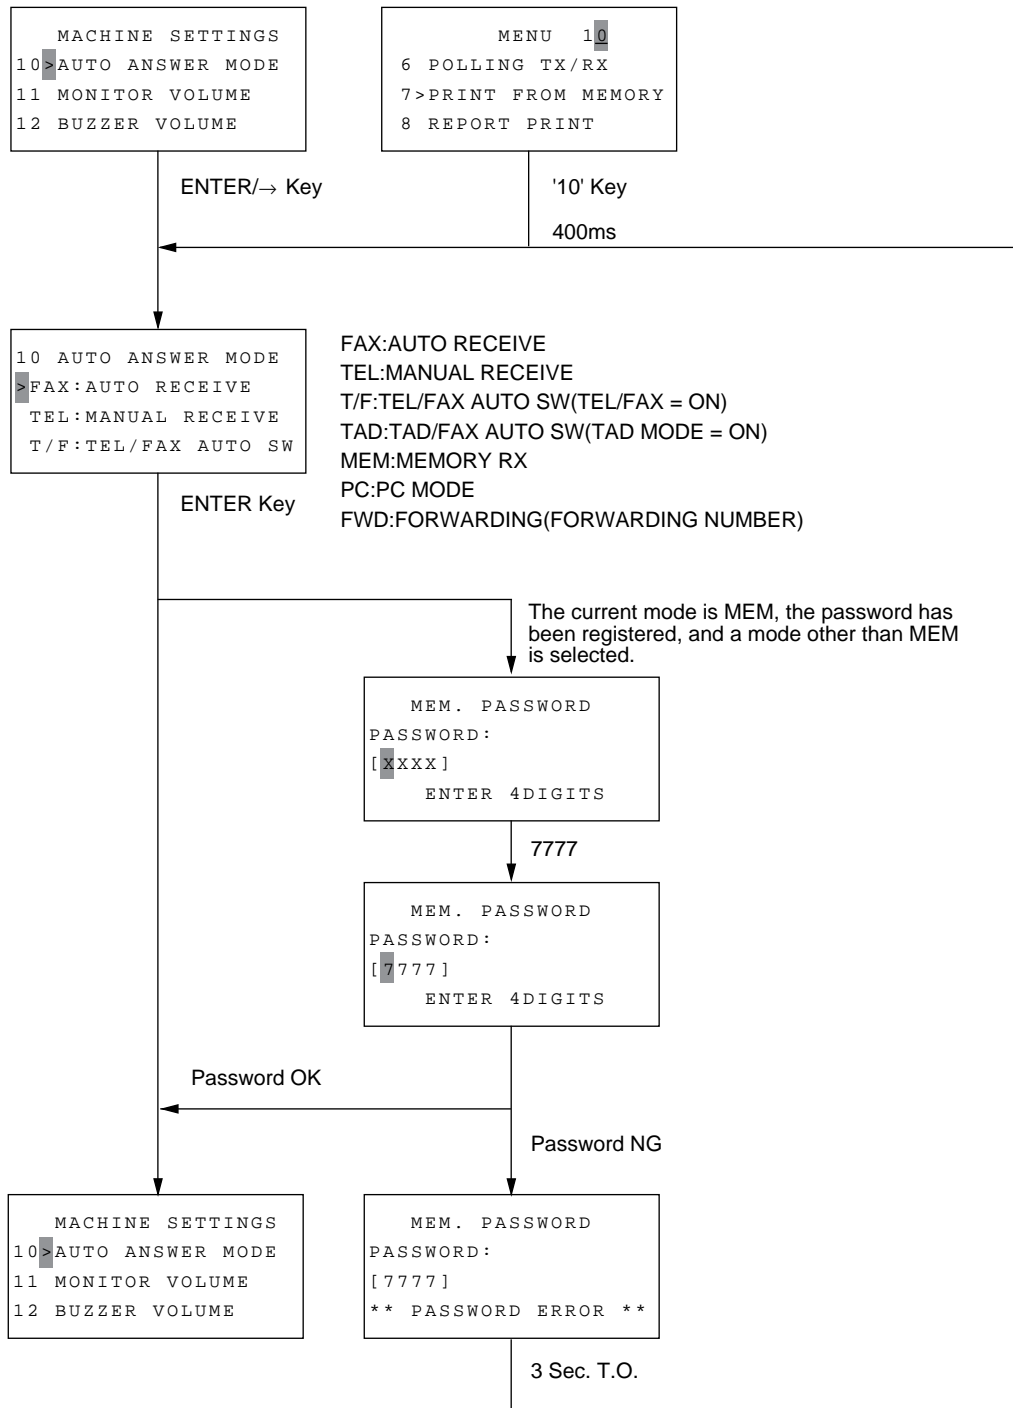 MACHINE SETTINGS
10>AUTO ANSWER MODE
11 MONITOR VOLUME
12 BUZZER VOLUME
MENU 10
6 POLLING TX/RX
7>PRINT FROM MEMORY
8 REPORT PRINT
ENTER/→ Key
'10' Key
400ms
10 AUTO ANSWER MODE
>FAX:AUTO RECEIVE
TEL:MANUAL RECEIVE
T/F:TEL/FAX AUTO SW
FAX:AUTO RECEIVE
TEL:MANUAL RECEIVE
T/F:TEL/FAX AUTO SW(TEL/FAX = ON)
TAD:TAD/FAX AUTO SW(TAD MODE = ON)
MEM:MEMORY RX
PC:PC MODE
FWD:FORWARDING(FORWARDING NUMBER)
ENTER Key
The current mode is MEM, the password has
been registered, and a mode other than MEM
is selected.
MEM. PASSWORD
PASSWORD:
[XXXX]
ENTER 4DIGITS
7777
MEM. PASSWORD
PASSWORD:
[7777]
ENTER 4DIGITS
Password OK
Password NG
MACHINE SETTINGS
10>AUTO ANSWER MODE
11 MONITOR VOLUME
12 BUZZER VOLUME
MEM. PASSWORD
PASSWORD:
[7777]
** PASSWORD ERROR **
3 Sec. T.O.